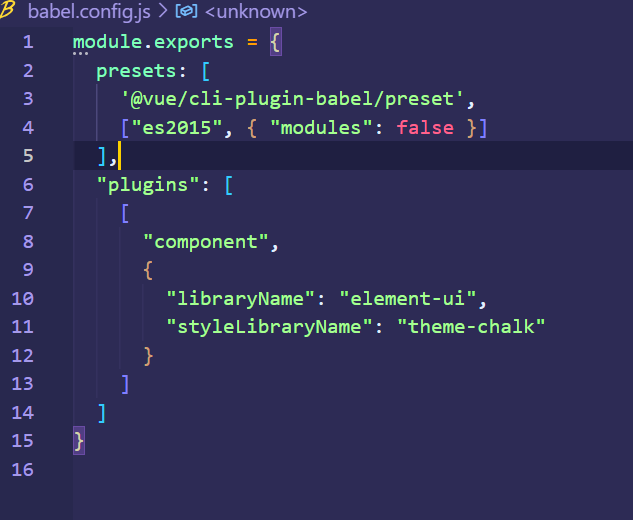 babel.config.js > <unknown>
1 module.exports = {
2   presets: [
3     '@vue/cli-plugin-babel/preset',
4     ["es2015", { "modules": false }]
5   ],
6   "plugins": [
7     [
8       "component",
9       {
10         "libraryName": "element-ui",
11         "styleLibraryName": "theme-chalk"
12       }
13     ]
14   ]
15 }
16